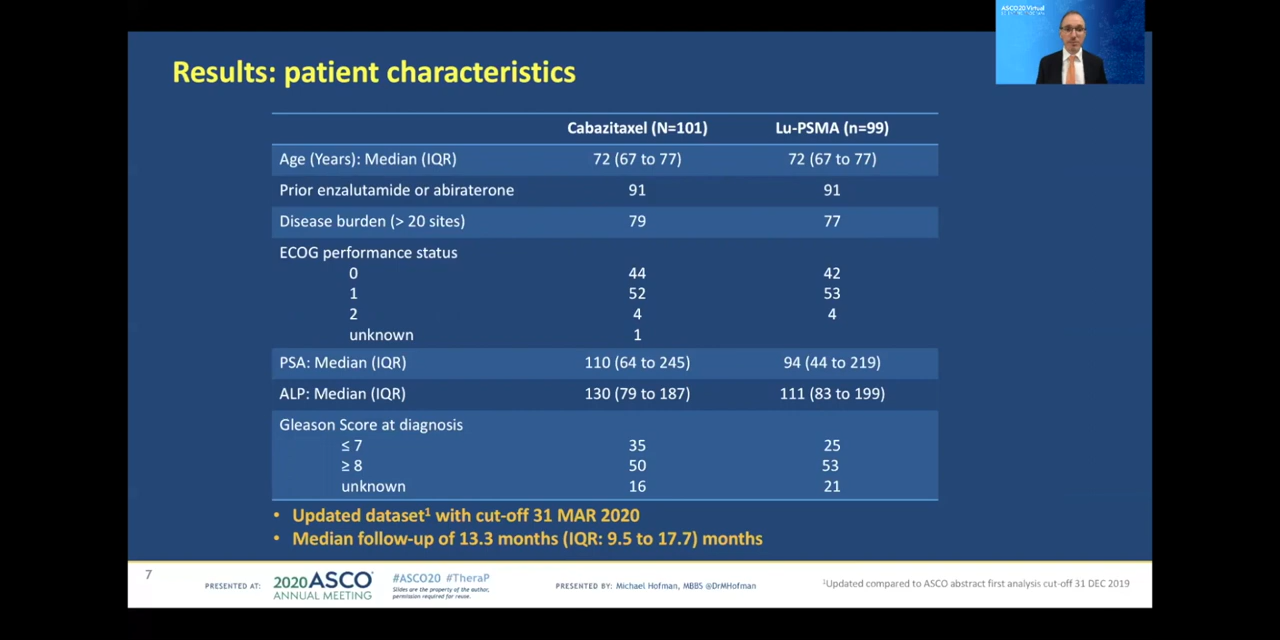 ASCO20 Virtual
Results: patient characteristics
Cabazitaxel (N=101) Lu-PSMA (n=99)
Age (Years): Median (IQR) 72 (67 to 77) 72 (67 to 77)
Prior enzalutamide or abiraterone 91 91
Disease burden (> 20 sites) 79 77
ECOG performance status
0 44 42
1 52 53
2 4 4
unknown 1
PSA: Median (IQR) 110 (64 to 245) 94 (44 to 219)
ALP: Median (IQR) 130 (79 to 187) 111 (83 to 199)
Gleason Score at diagnosis
≤ 7 35 25
≥ 8 50 53
unknown 16 21
• Updated dataset¹ with cut-off 31 MAR 2020
• Median follow-up of 13.3 months (IQR: 9.5 to 17.7) months
7
PRESENTED AT:
2020 ASCO®
ANNUAL MEETING
#ASCO20 #TheraP
Slides are the property of the author,
permission required for reuse.
PRESENTED BY: Michael Hofman, MBBS @DrMHofman
¹Updated compared to ASCO abstract first analysis cut-off 31 DEC 2019